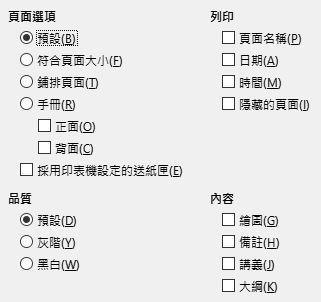 頁面選項
預設(B)
符合頁面大小(F)
鋪排頁面(T)
手冊(R)
正面(O)
背面(C)
採用印表機設定的送紙匣(E)
列印
頁面名稱(P)
日期(A)
時間(M)
隱藏的頁面(I)
品質
預設(D)
灰階(Y)
黑白(W)
內容
繪圖(G)
備註(H)
講義(J)
大綱(K)